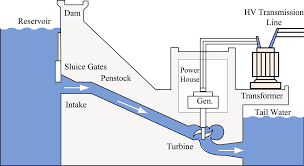 Dam
HV Transmission
Line
Reservoir
Sluice Gates
Penstock
Power
House
Gen.
Transformer
Intake
Tail Water
Turbine